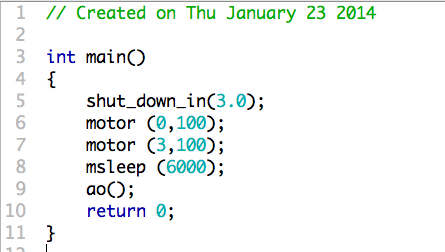 1 // Created on Thu January 23 2014
2
3 int main()
4 {
5 shut_down_in(3.0);
6 motor (0,100);
7 motor (3,100);
8 msleep (6000);
9 ao();
10 return 0;
11 }